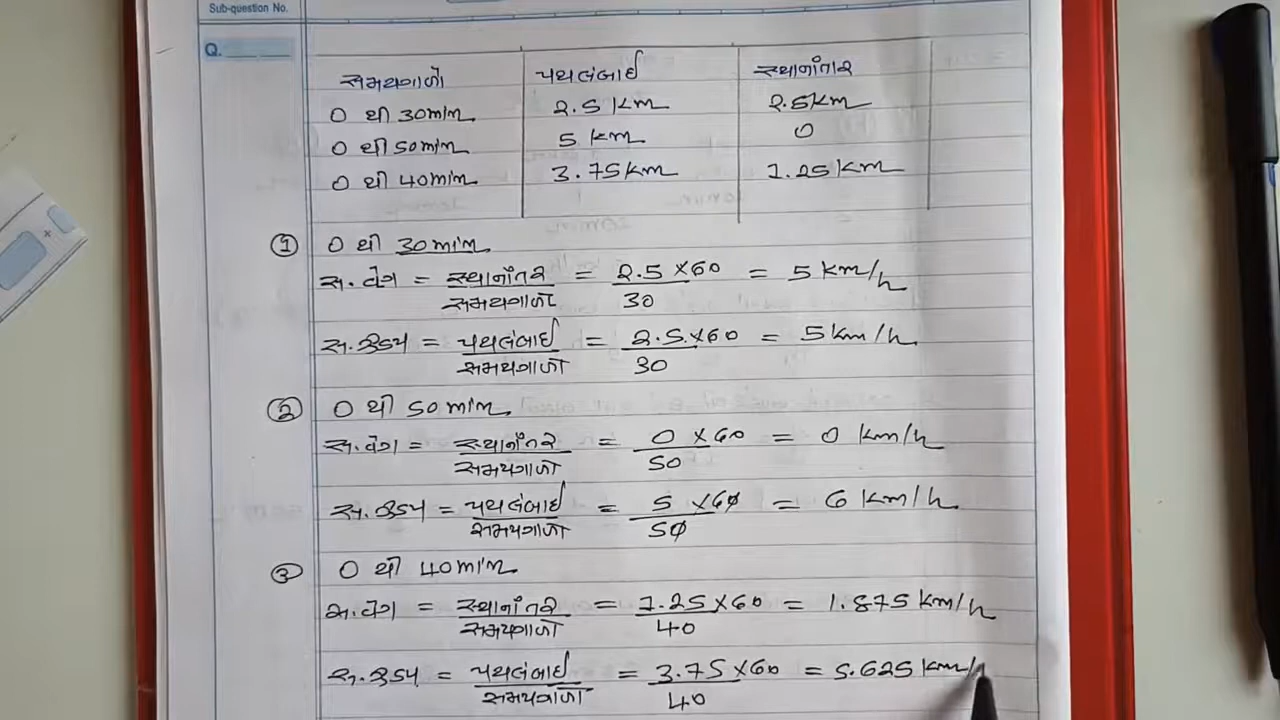 Sub-question No.
Q.
સમયગાળો પથલંબાઈ સ્થાનાંતર
0 થી 30min 2.5 Km 2.5Km
0 થી 50min 5 Km 0
0 થી 40min 3.75Km 1.25Km
① 0 થી 30min
સ.વેગ = સ્થાનાંતર / સમયગાળો = 2.5 × 60 / 30 = 5 Km/h
સ.ઝડપ = પથલંબાઈ / સમયગાળો = 2.5×60 / 30 = 5Km/h
② 0 થી 50min
સ.વેગ = સ્થાનાંતર / સમયગાળો = 0 × 60 / 50 = 0 Km/h
સ.ઝડપ = પથલંબાઈ / સમયગાળો = 5 × 60 / 50 = 6 Km/h
③ 0 થી 40min
સ.વેગ = સ્થાનાંતર / સમયગાળો = 1.25×60 / 40 = 1.875 Km/h
સ.ઝડપ = પથલંબાઈ / સમયગાળો = 3.75×60 / 40 = 5.625 Km/h